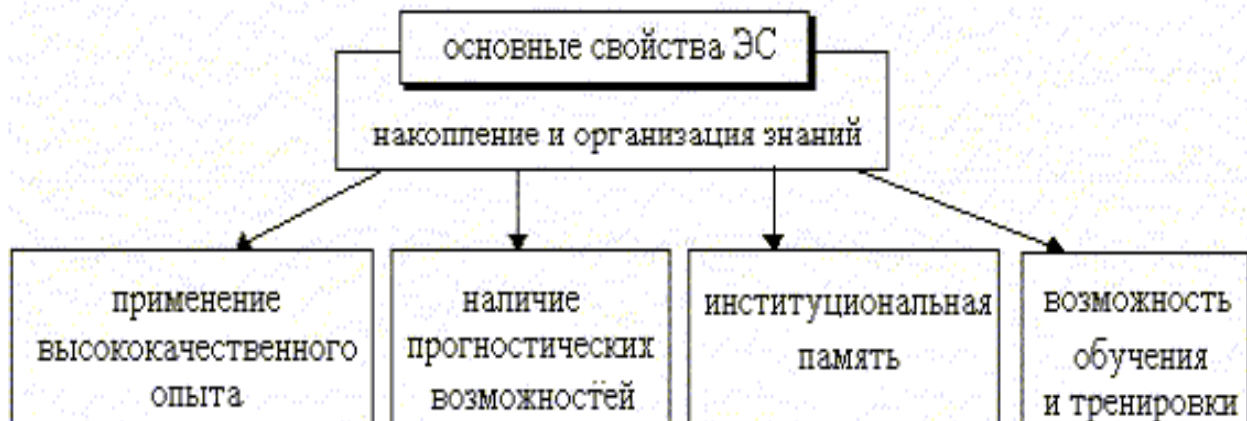 основные свойства ЭС
накопление и организация знаний
применение
высококачественного
опыта
наличие
прогностических
возможностей
институциональная
память
возможность
обучения
и тренировки